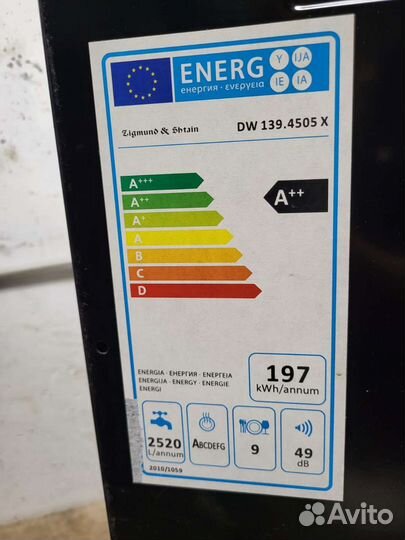 ENERG Y IJA
енергия · ενεργεια IE IA
Zigmund & Shtain DW 139.4505 X
A+++
A++ A++
A+
A
B
C
D
ENERGIA · ЕНЕРГИЯ · ΕΝΕΡΓΕΙΑ
ENERGIJA · ENERGY · ENERGIE
ENERGI
197
kWh/annum
2520
L/annum
ABCDEFG
9
49
dB
2010/1059
Avito